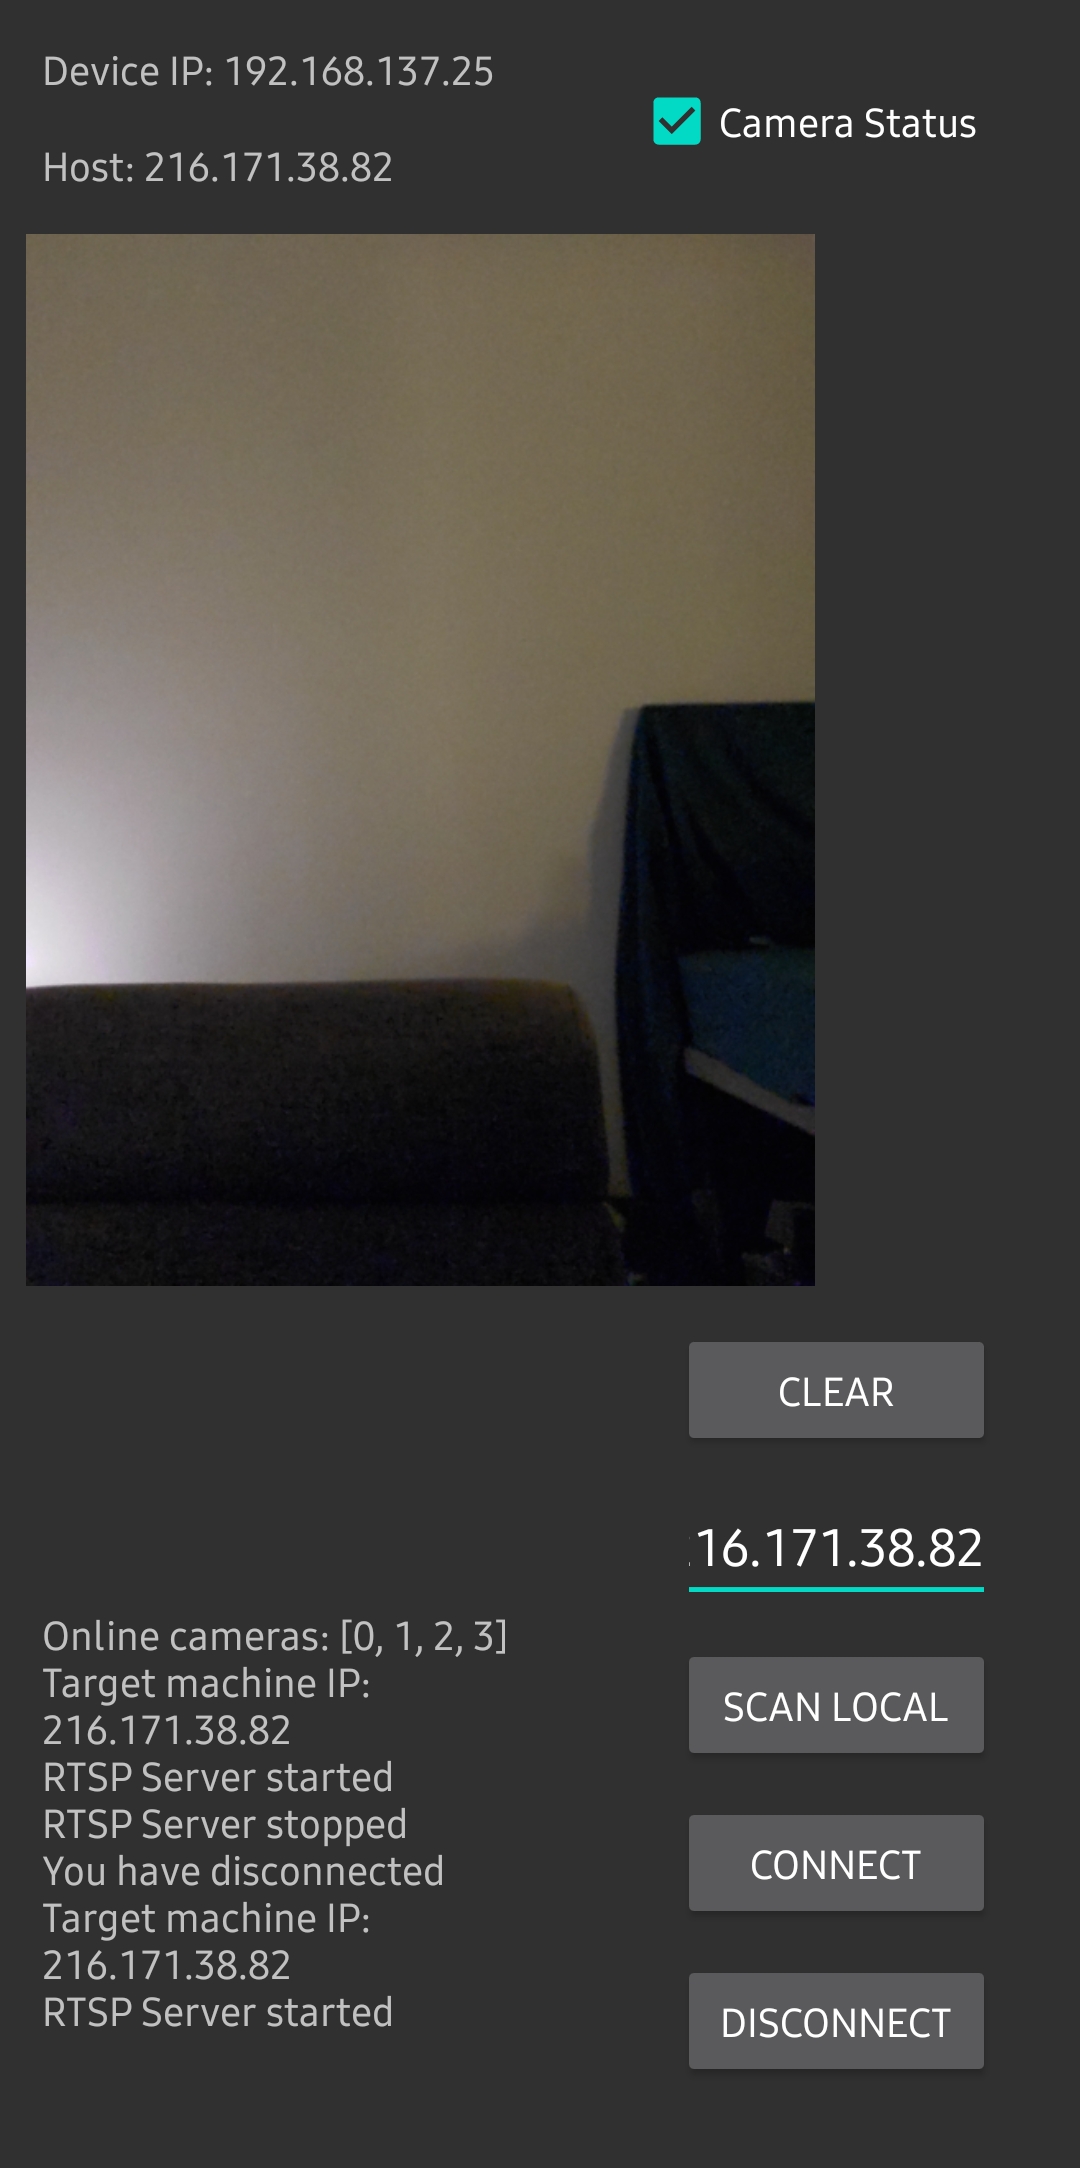 Device IP: 192.168.137.25
Camera Status
Host: 216.171.38.82
CLEAR
16.171.38.82
Online cameras: [0, 1, 2, 3]
Target machine IP:
216.171.38.82
RTSP Server started
RTSP Server stopped
You have disconnected
Target machine IP:
216.171.38.82
RTSP Server started
SCAN LOCAL
CONNECT
DISCONNECT